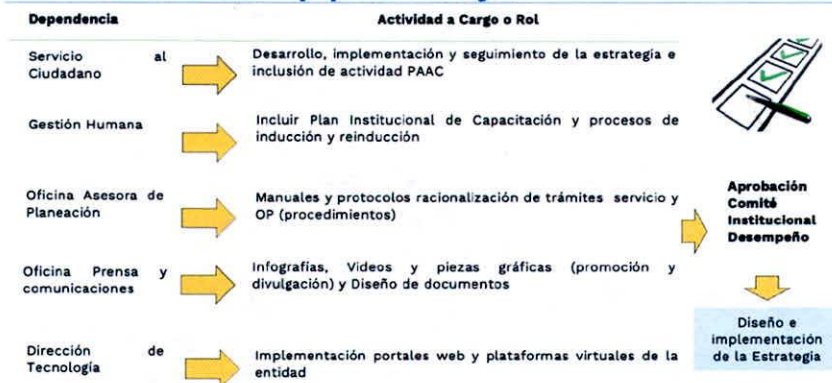 Dependencia
Actividad a Cargo o Rol
Servicio al
Ciudadano
Desarrollo, implementación y seguimiento de la estrategia e
inclusión de actividad PAAC
Gestión Humana
Incluir Plan Institucional de Capacitación y procesos de
inducción y reinducción
Oficina Asesora de
Planeación
Manuales y protocolos racionalización de trámites servicio y
OP (procedimientos)
Oficina Prensa y
comunicaciones
Infografías, Videos y piezas gráficas (promoción y
divulgación) y Diseño de documentos
Dirección de
Tecnología
Implementación portales web y plataformas virtuales de la
entidad
Aprobación
Comité
Institucional
Desempeño
Diseño e
implementación
de la Estrategia